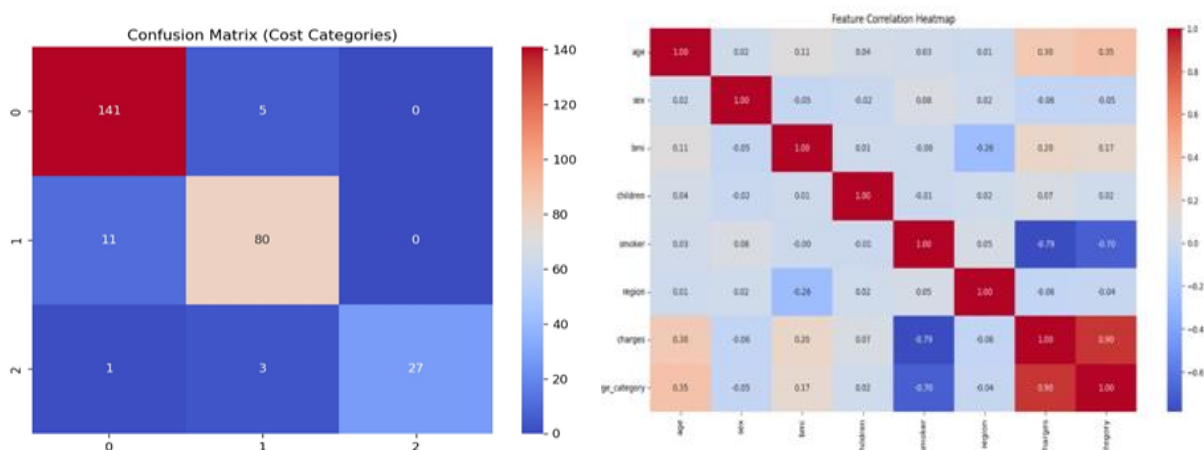 Confusion Matrix (Cost Categories)
0 141 5 0
1 11 80 0
2 1 3 27
0 1 2
140
120
100
80
60
40
20
0
Feature Correlation Heatmap
age 1.00 0.02 0.11 0.04 0.03 0.01 0.30 0.35
sex 0.02 1.00 -0.05 -0.02 0.08 0.02 -0.06 -0.05
bmi 0.11 -0.05 1.00 0.01 -0.00 -0.26 0.20 0.17
children 0.04 -0.02 0.01 1.00 -0.01 0.02 0.07 0.02
smoker 0.03 0.08 -0.00 -0.01 1.00 0.05 -0.79 -0.70
region 0.01 0.02 -0.26 0.02 0.05 1.00 -0.06 -0.04
charges 0.30 -0.06 0.20 0.07 -0.79 -0.06 1.00 0.90
ge_category 0.35 -0.05 0.17 0.02 -0.70 -0.04 0.90 1.00
age sex bmi hildren moker region harges tegory
1.0
0.8
0.6
0.4
0.2
0.0
-0.2
-0.4
-0.6